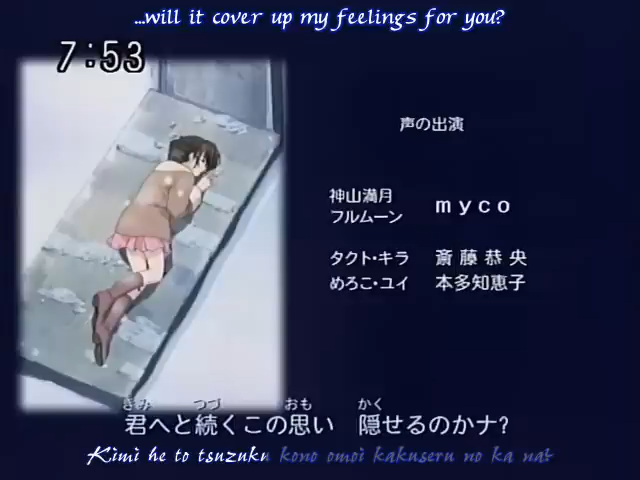 ...will it cover up my feelings for you?
7:53
声の出演
神山満月
フルムーン
myco
タクト・キラ 斎藤恭央
めろこ・ユイ 本多知恵子
きみ つづ おも かく
君へと続くこの思い 隠せるのかナ?
Kimi he to tsuzuku kono omoi kakuseru no ka na?